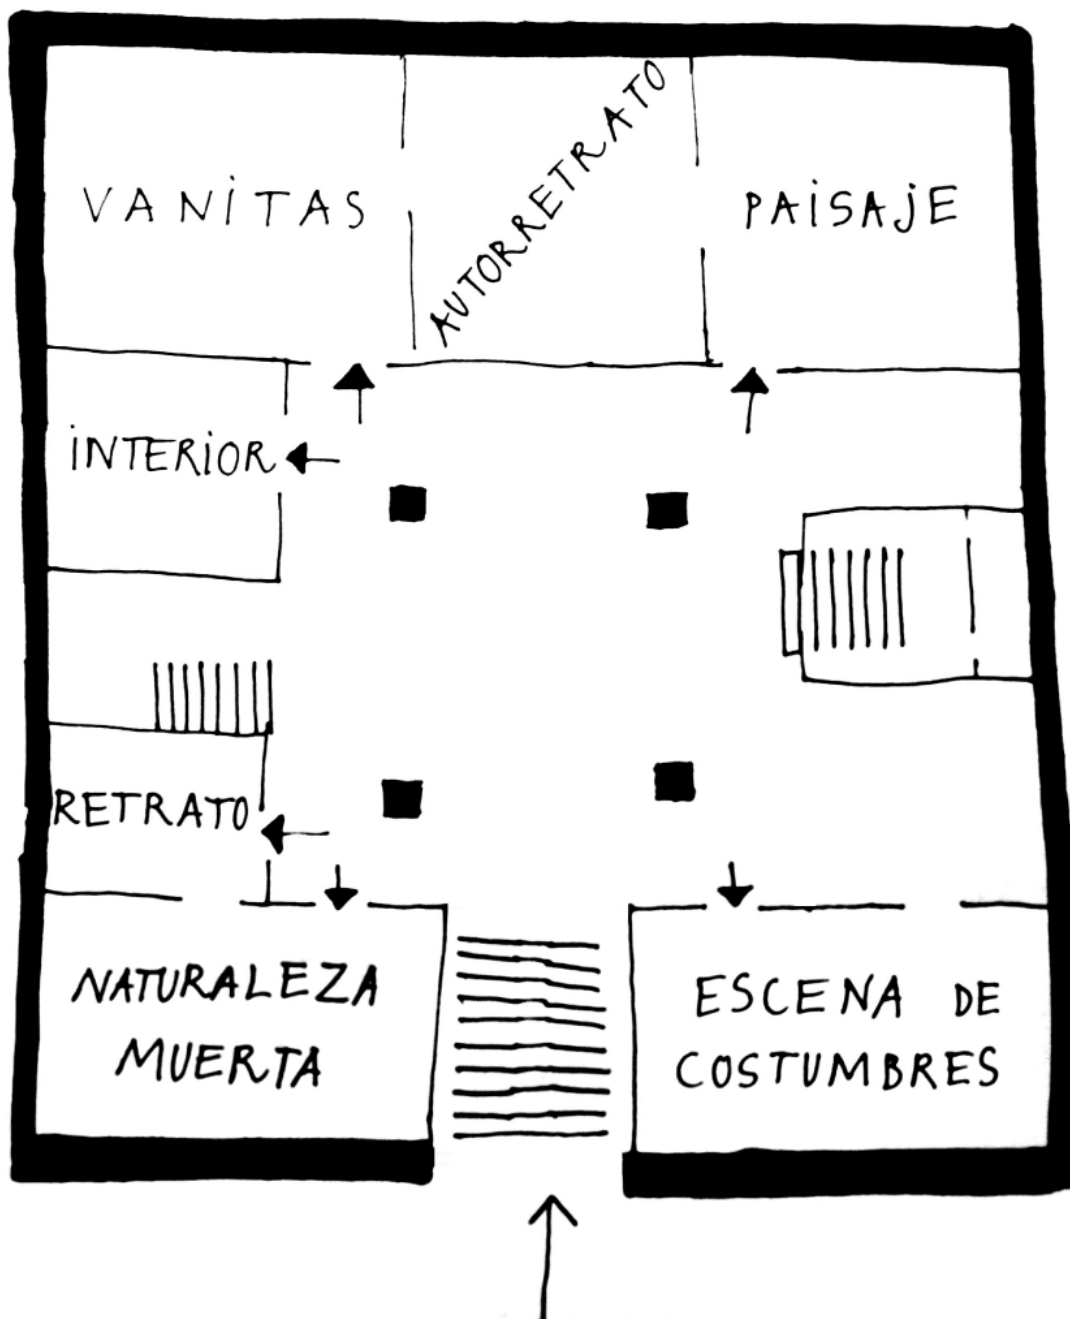 VANITAS
AUTORRETRATO
PAISAJE
INTERIOR
RETRATO
NATURALEZA
MUERTA
ESCENA DE
COSTUMBRES